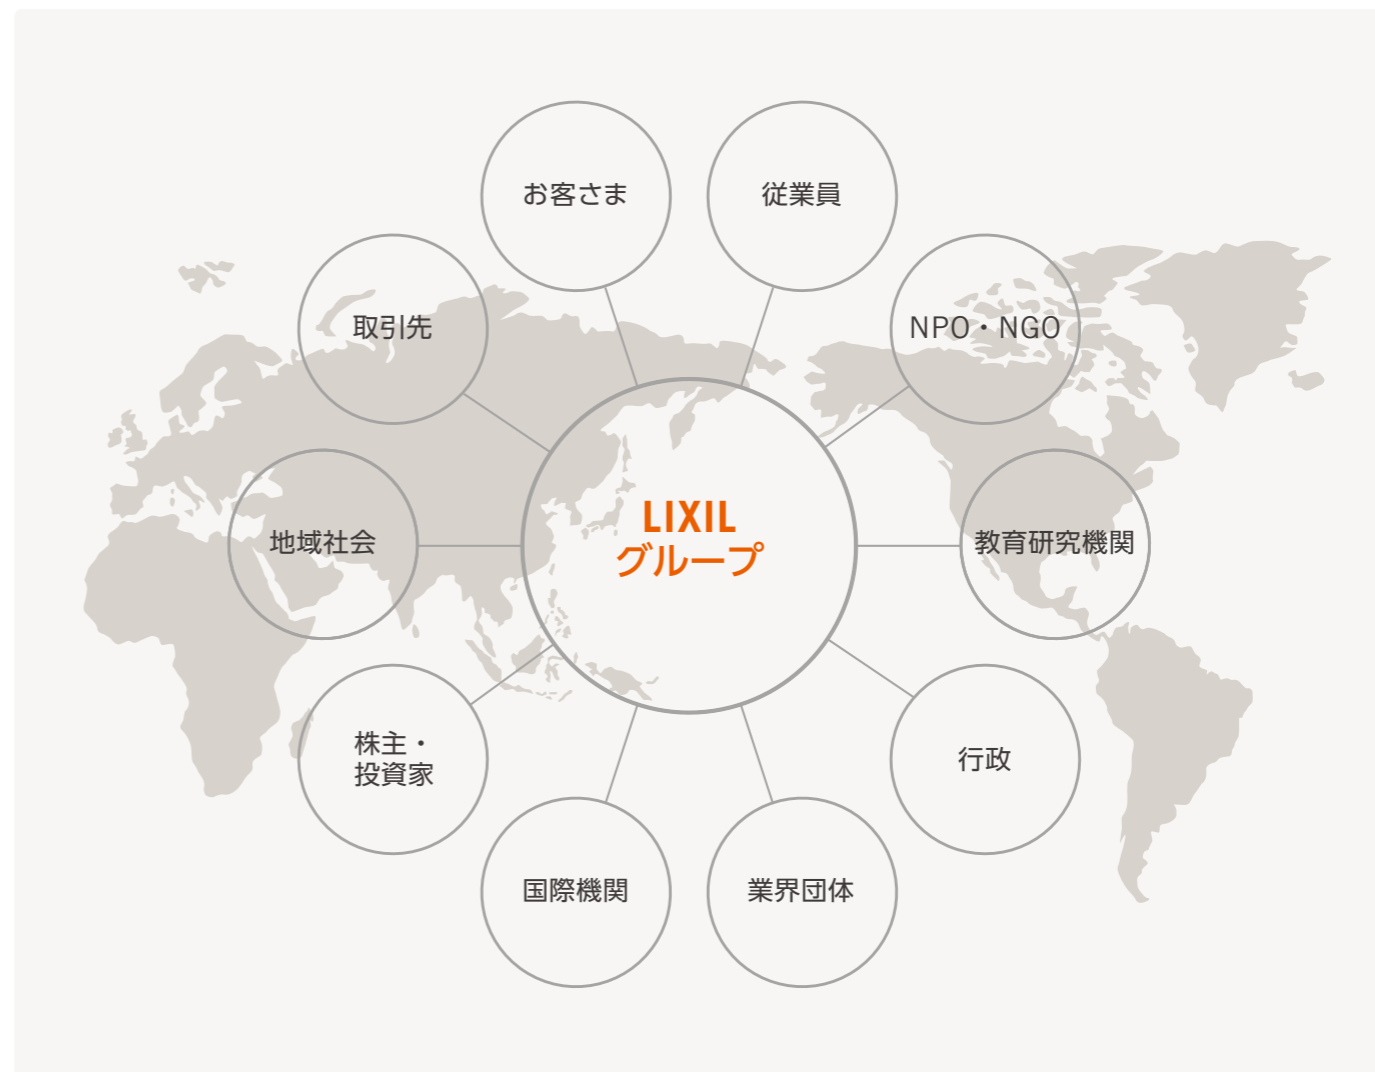 お客さま
従業員
取引先
NPO・NGO
LIXIL
グループ
地域社会
教育研究機関
株主・
投資家
行政
国際機関
業界団体